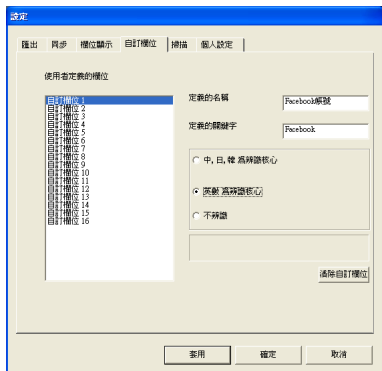 設定
匯出 同步 欄位顯示 自訂欄位 掃描 個人設定
使用者定義的欄位
自訂欄位 1
自訂欄位 2
自訂欄位 3
自訂欄位 4
自訂欄位 5
自訂欄位 6
自訂欄位 7
自訂欄位 8
自訂欄位 9
自訂欄位 10
自訂欄位 11
自訂欄位 12
自訂欄位 13
自訂欄位 14
自訂欄位 15
自訂欄位 16
定義的名稱 Facebook帳號
定義的關鍵字 Facebook
中, 日, 韓 為辨識核心
英數 為辨識核心
不辨識
清除自訂欄位
套用 確定 取消